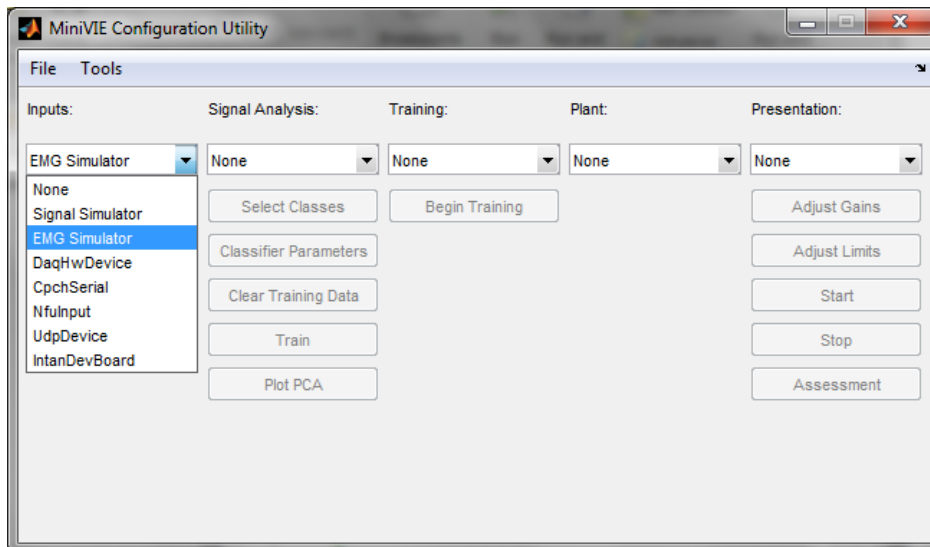 MiniVIE Configuration Utility
File Tools
Inputs: Signal Analysis: Training: Plant: Presentation:
EMG Simulator None None None None
None
Signal Simulator Select Classes Begin Training Adjust Gains
EMG Simulator
DaqHwDevice Classifier Parameters Adjust Limits
CpchSerial
NfuInput Clear Training Data Start
UdpDevice
IntanDevBoard Train Stop
Plot PCA Assessment